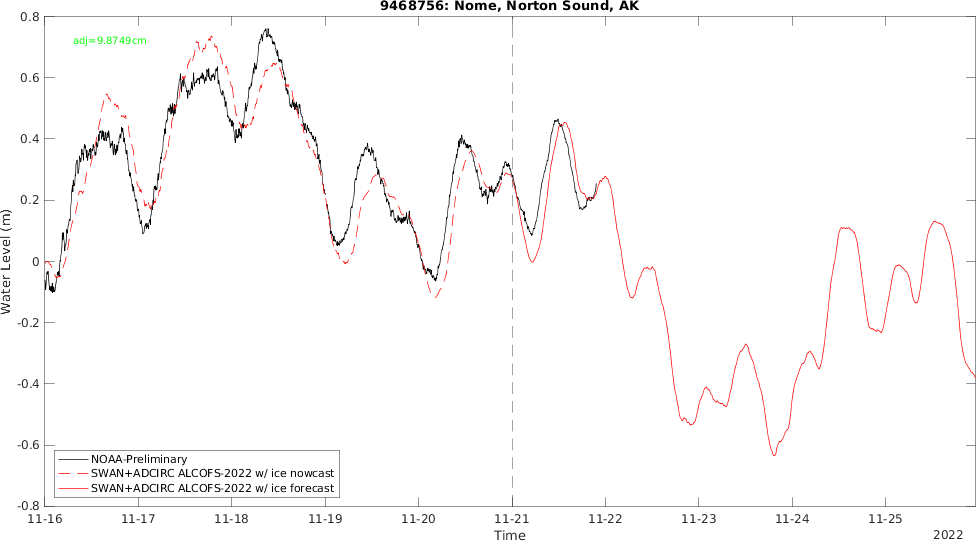 9468756: Nome, Norton Sound, AK
adj=9.8749cm
Water Level (m)
0.8
0.6
0.4
0.2
0
-0.2
-0.4
-0.6
-0.8
NOAA-Preliminary
SWAN+ADCIRC ALCOFS-2022 w/ ice nowcast
SWAN+ADCIRC ALCOFS-2022 w/ ice forecast
11-16 11-17 11-18 11-19 11-20 11-21 11-22 11-23 11-24 11-25
Time
2022